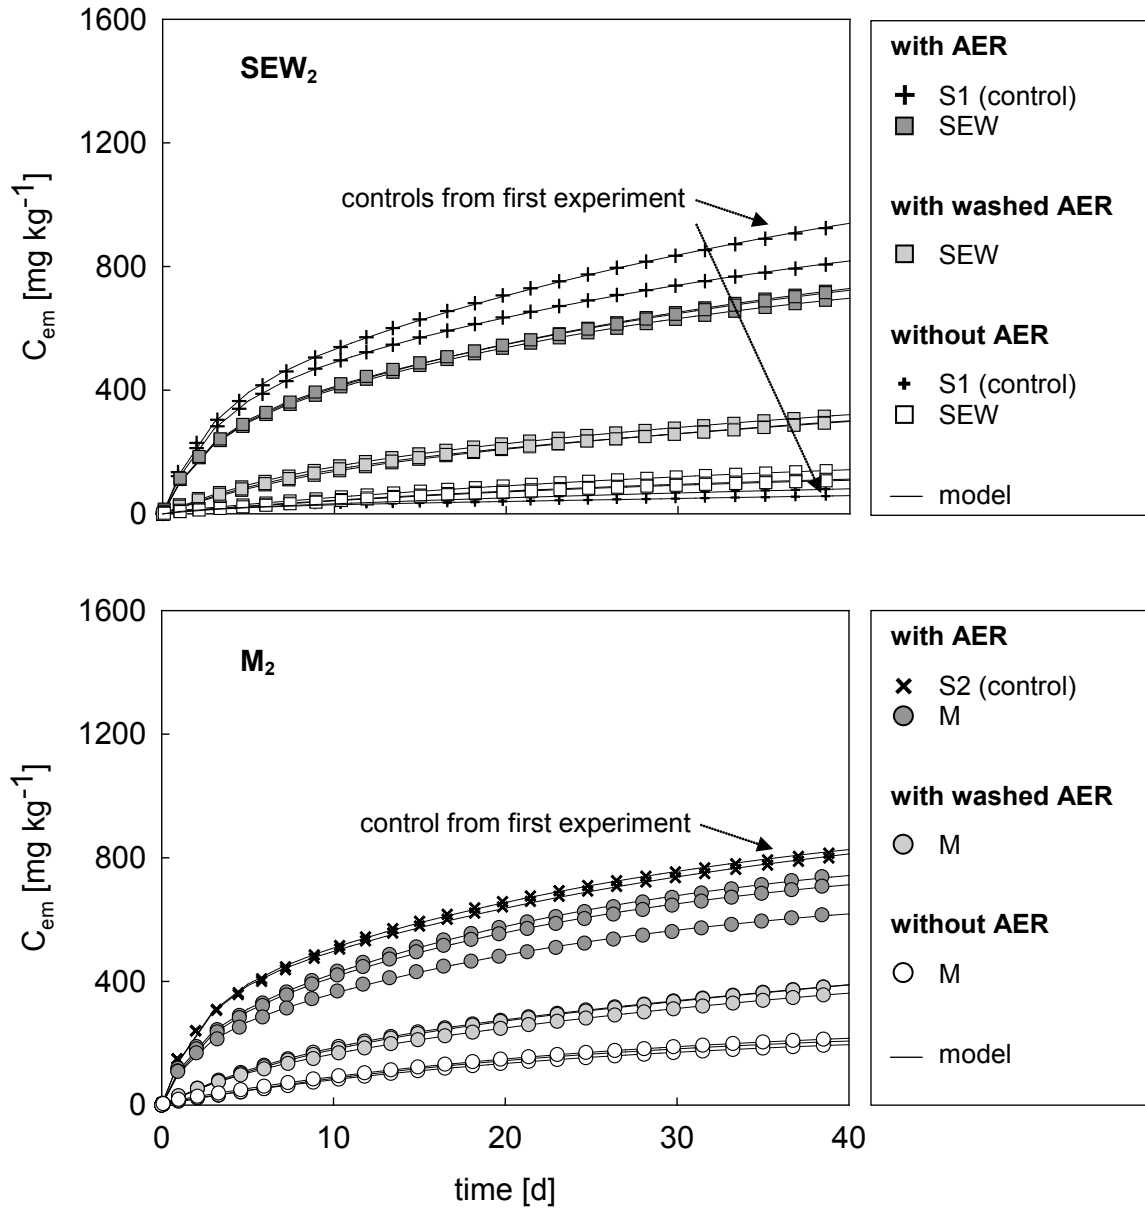 1600
1200
800
400
0
C_em [mg kg⁻¹]
SEW₂
controls from first experiment
with AER
S1 (control)
SEW
with washed AER
SEW
without AER
S1 (control)
SEW
model
1600
1200
800
400
0
C_em [mg kg⁻¹]
M₂
control from first experiment
0
10
20
30
40
time [d]
with AER
S2 (control)
M
with washed AER
M
without AER
M
model